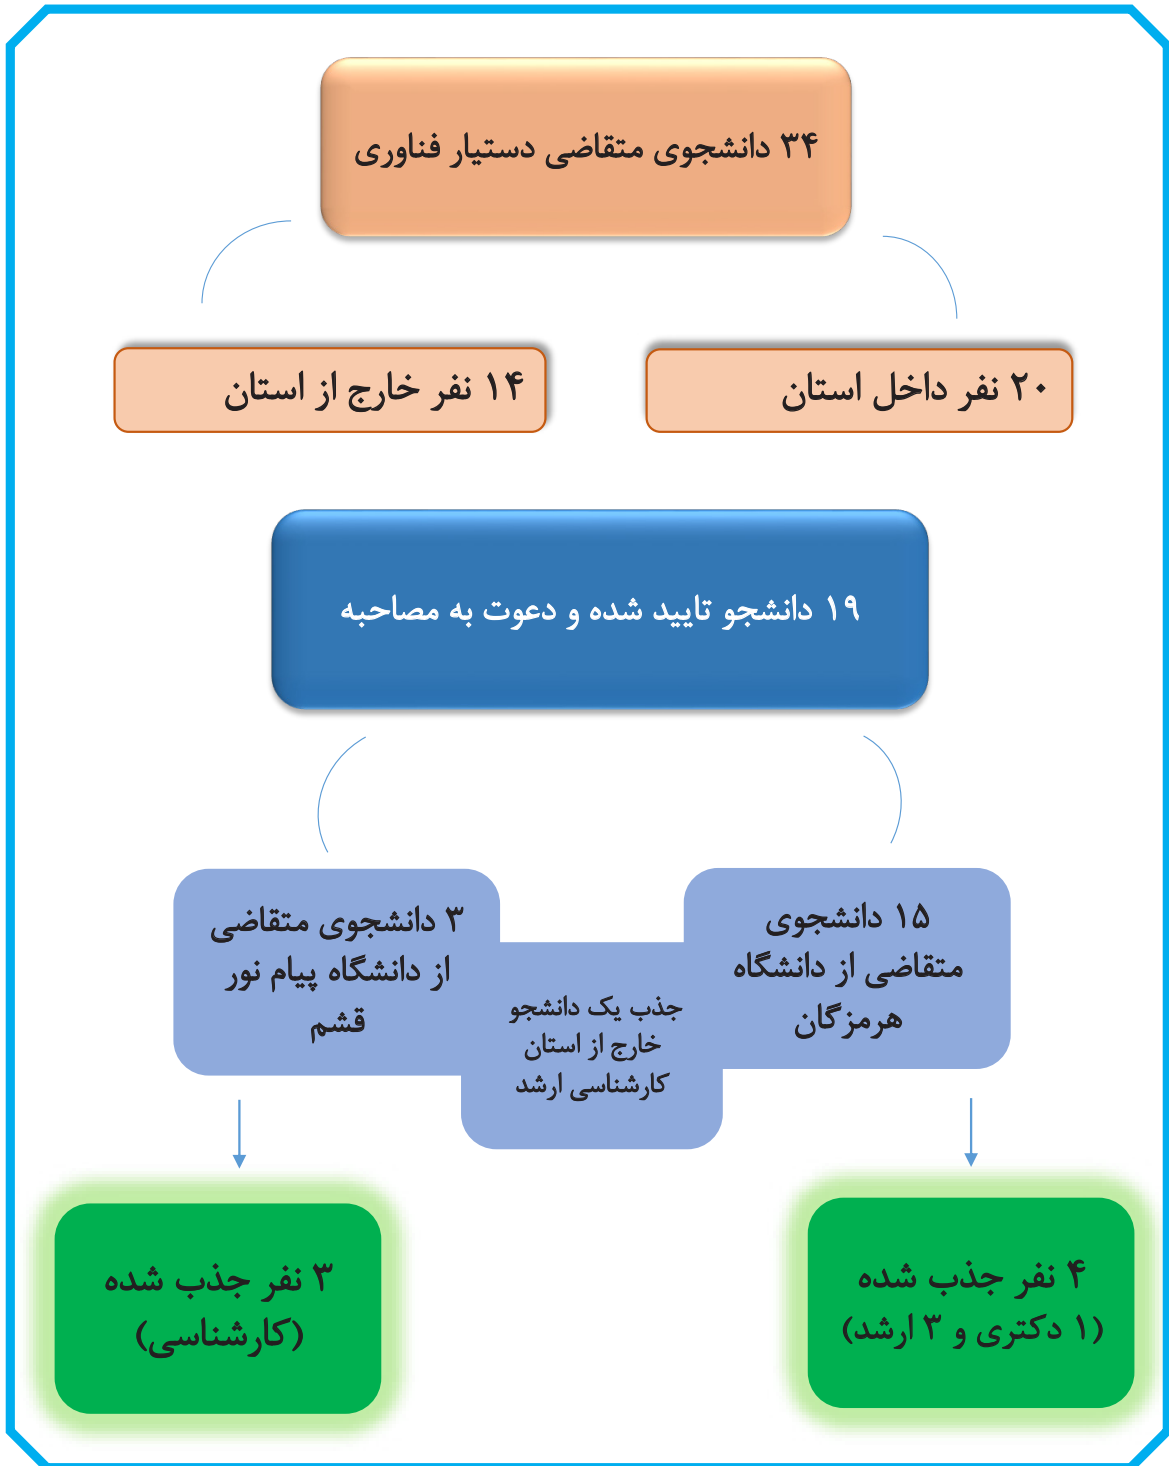 ۳۴ دانشجوی متقاضی دستیار فناوری
۲۰ نفر داخل استان
۱۴ نفر خارج از استان
۱۹ دانشجو تایید شده و دعوت به مصاحبه
۱۵ دانشجوی
متقاضی از دانشگاه
هرمزگان
جذب یک دانشجو
خارج از استان
کارشناسی ارشد
۳ دانشجوی متقاضی
از دانشگاه پیام نور
قشم
۴ نفر جذب شده
(۱ دکتری و ۳ ارشد)
۳ نفر جذب شده
(کارشناسی)